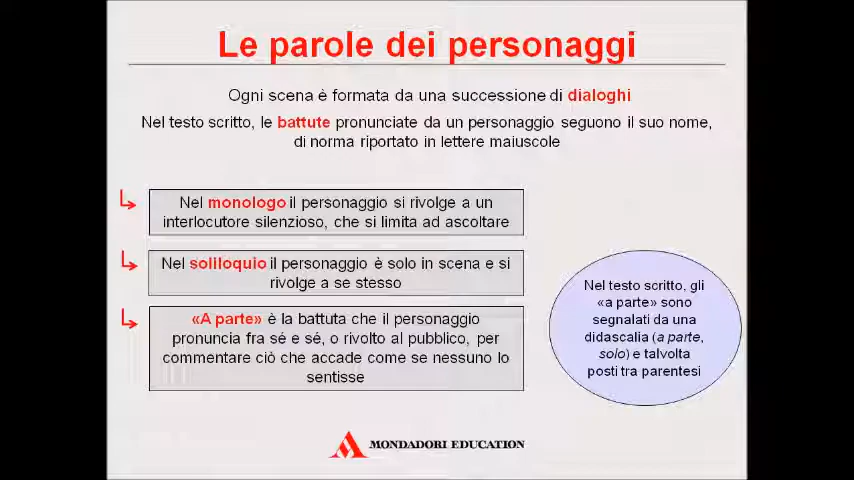 Le parole dei personaggi
Ogni scena è formata da una successione di dialoghi
Nel testo scritto, le battute pronunciate da un personaggio seguono il suo nome,
di norma riportato in lettere maiuscole
Nel monologo il personaggio si rivolge a un
interlocutore silenzioso, che si limita ad ascoltare
Nel soliloquio il personaggio è solo in scena e si
rivolge a se stesso
«A parte» è la battuta che il personaggio
pronuncia fra sé e sé, o rivolto al pubblico, per
commentare ciò che accade come se nessuno lo
sentisse
Nel testo scritto, gli
«a parte» sono
segnalati da una
didascalia (a parte,
solo) e talvolta
posti tra parentesi
MONDADORI EDUCATION